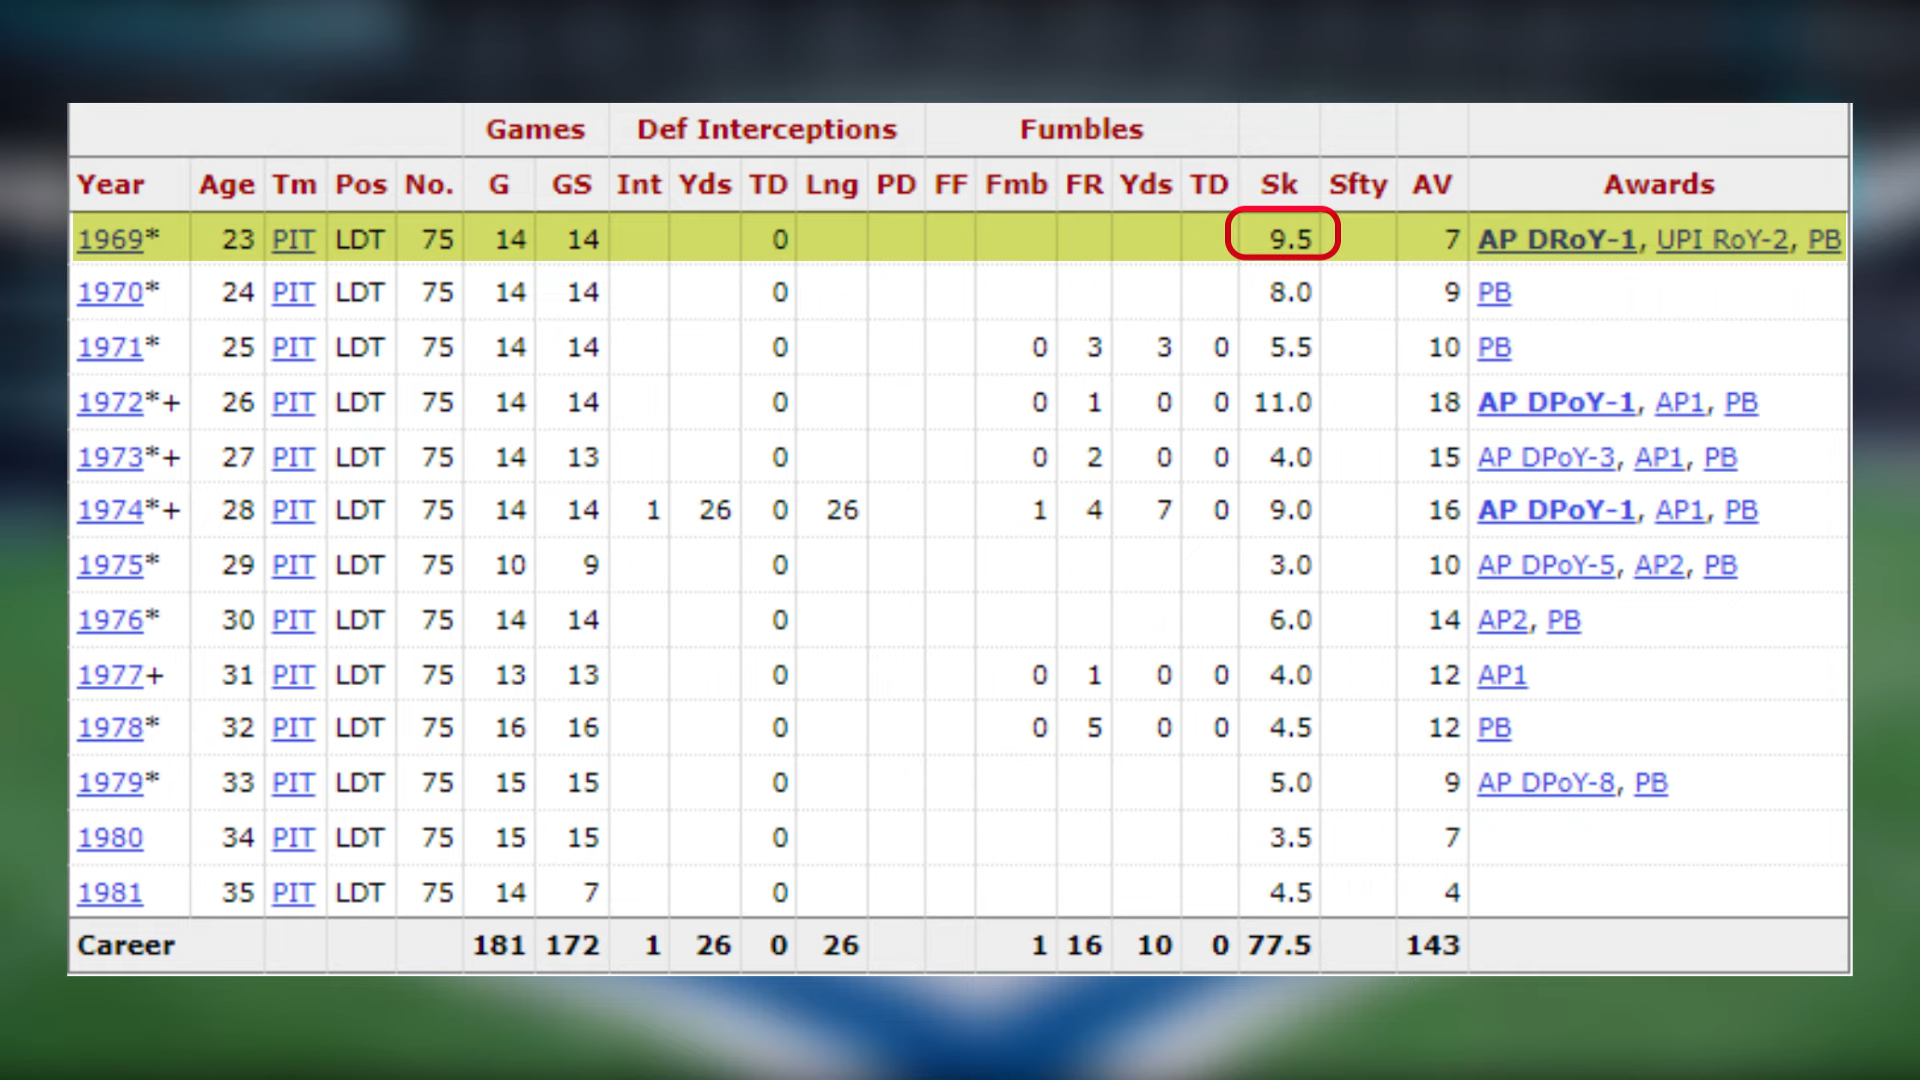 Games Def Interceptions Fumbles
Year Age Tm Pos No. G GS Int Yds TD Lng PD FF Fmb FR Yds TD Sk Sfty AV Awards
1969* 23 PIT LDT 75 14 14 0 9.5 7 AP DRoY-1, UPI RoY-2, PB
1970* 24 PIT LDT 75 14 14 0 8.0 9 PB
1971* 25 PIT LDT 75 14 14 0 0 3 3 0 5.5 10 PB
1972*+ 26 PIT LDT 75 14 14 0 0 1 0 0 11.0 18 AP DPoY-1, AP1, PB
1973*+ 27 PIT LDT 75 14 13 0 0 2 0 0 4.0 15 AP DPoY-3, AP1, PB
1974*+ 28 PIT LDT 75 14 14 1 26 0 26 1 4 7 0 9.0 16 AP DPoY-1, AP1, PB
1975* 29 PIT LDT 75 10 9 0 3.0 10 AP DPoY-5, AP2, PB
1976* 30 PIT LDT 75 14 14 0 6.0 14 AP2, PB
1977+ 31 PIT LDT 75 13 13 0 0 1 0 0 4.0 12 AP1
1978* 32 PIT LDT 75 16 16 0 0 5 0 0 4.5 12 PB
1979* 33 PIT LDT 75 15 15 0 5.0 9 AP DPoY-8, PB
1980 34 PIT LDT 75 15 15 0 3.5 7
1981 35 PIT LDT 75 14 7 0 4.5 4
Career 181 172 1 26 0 26 1 16 10 0 77.5 143